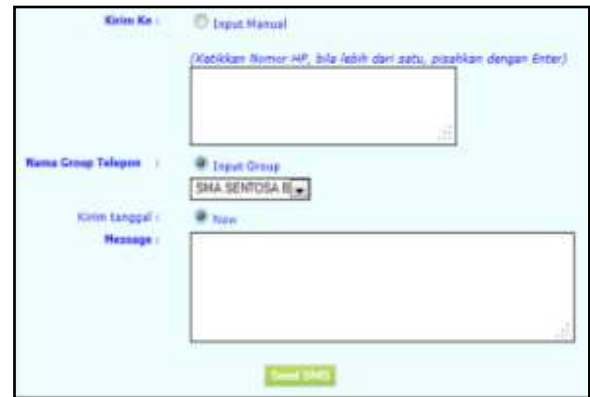 Kirim Ke : Input Manual
(Ketikkan Nomor HP, bila lebih dari satu, pisahkan dengan Enter)
Nama Group Telepon : Input Group
SMA SENTOSA B
Kirim tanggal : Now
Message :
Send SMS